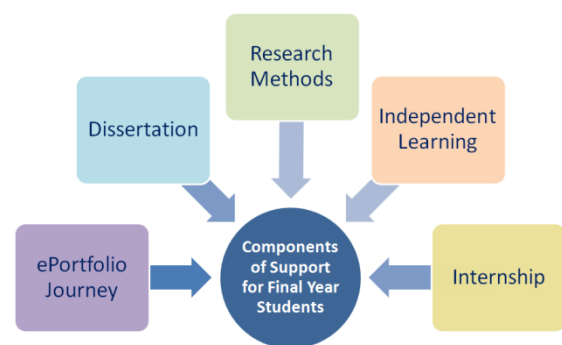 Research
Methods
Dissertation
Independent
Learning
ePortfolio
Journey
Components
of Support
for Final Year
Students
Internship